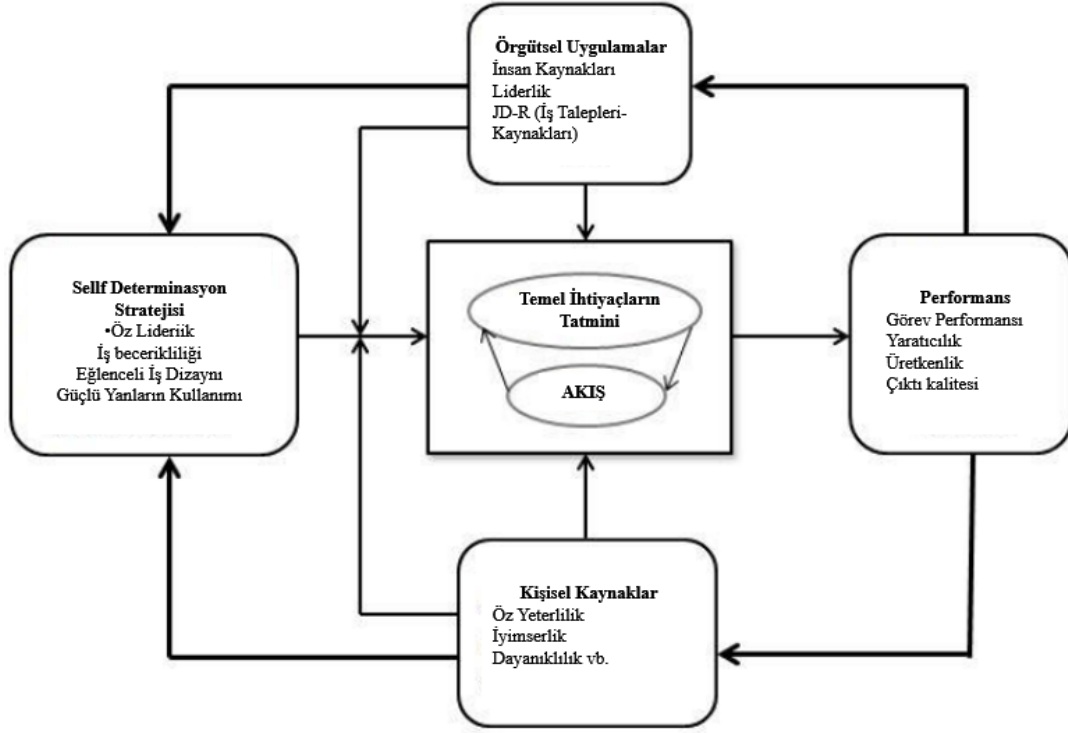 Örgütsel Uygulamalar
İnsan Kaynakları
Liderlik
JD-R (İş Talepleri-
Kaynakları)
Sellf Determinasyon
Stratejisi
•Öz Lideriik
İş becerikliliği
Eğlenceli İş Dizaynı
Güçlü Yanların Kullanımı
Temel İhtiyaçların
Tatmini
AKIŞ
Performans
Görev Performansı
Yaratıcılık
Üretkenlik
Çıktı kalitesi
Kişisel Kaynaklar
Öz Yeterlilik
İyimserlik
Dayanıklılık vb.